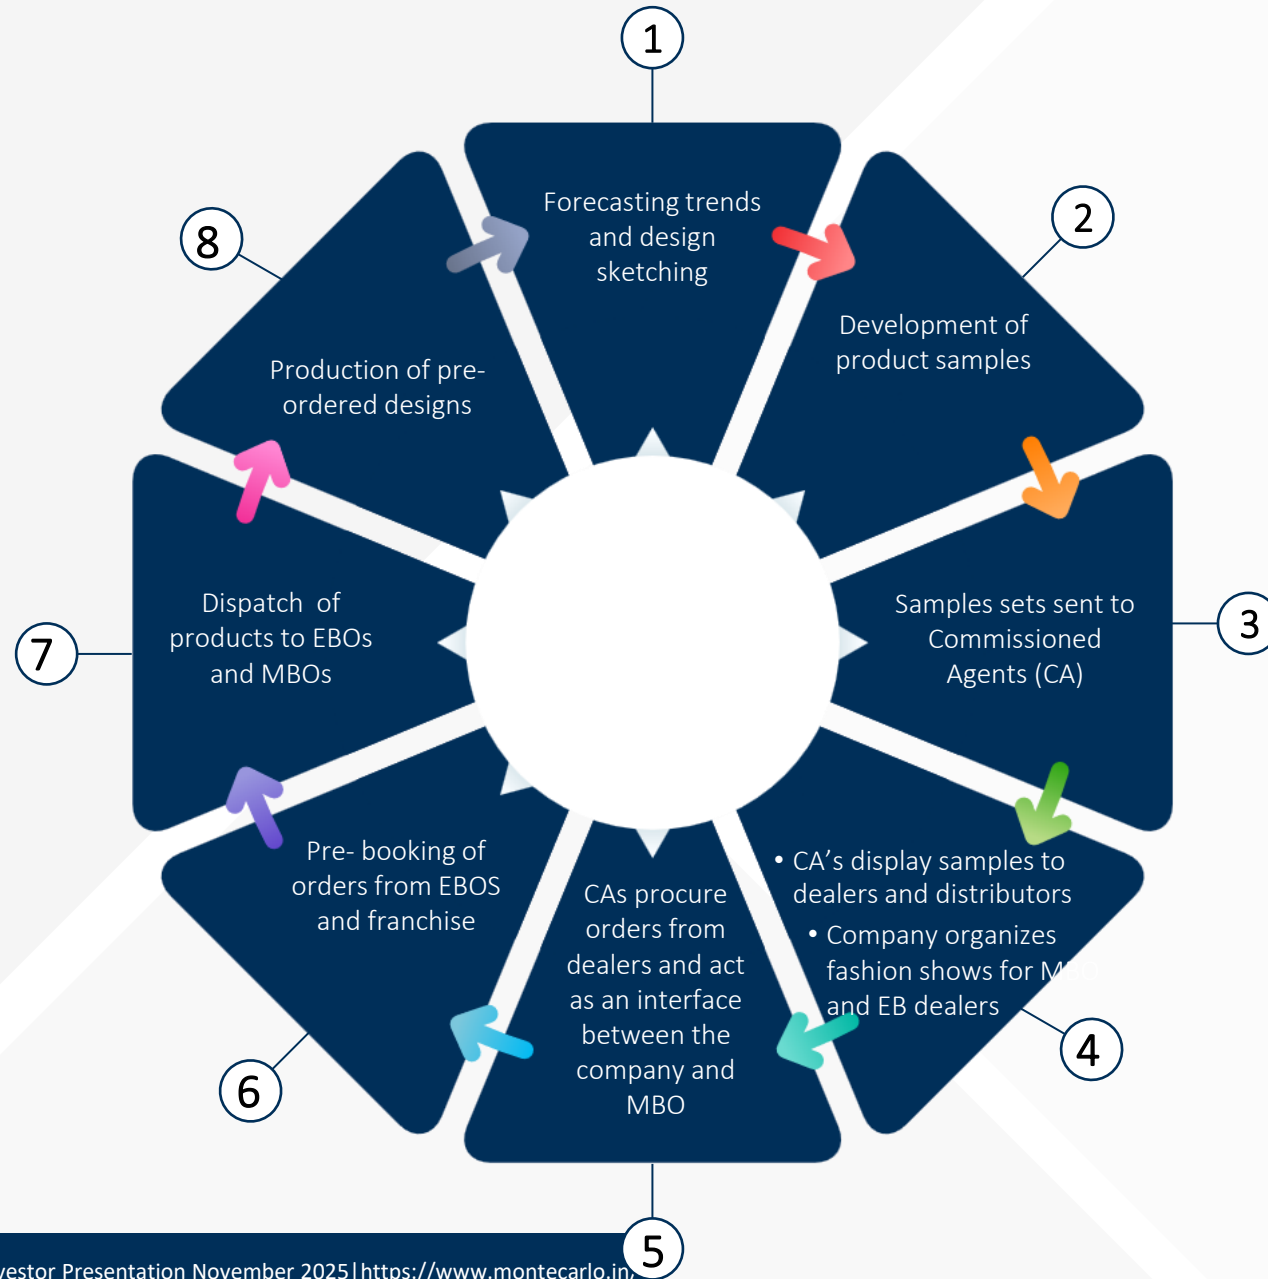 1
Forecasting trends
and design
sketching
2
Development of
product samples
3
Samples sets sent to
Commissioned
Agents (CA)
4
• CA’s display samples to
dealers and distributors
• Company organizes
fashion shows for MBO
and EB dealers
5
CAs procure
orders from
dealers and act
as an interface
between the
company and
MBO
6
Pre- booking of
orders from EBOS
and franchise
7
Dispatch of
products to EBOs
and MBOs
8
Production of pre-
ordered designs
vestor Presentation November 2025|https://www.montecarlo.in/